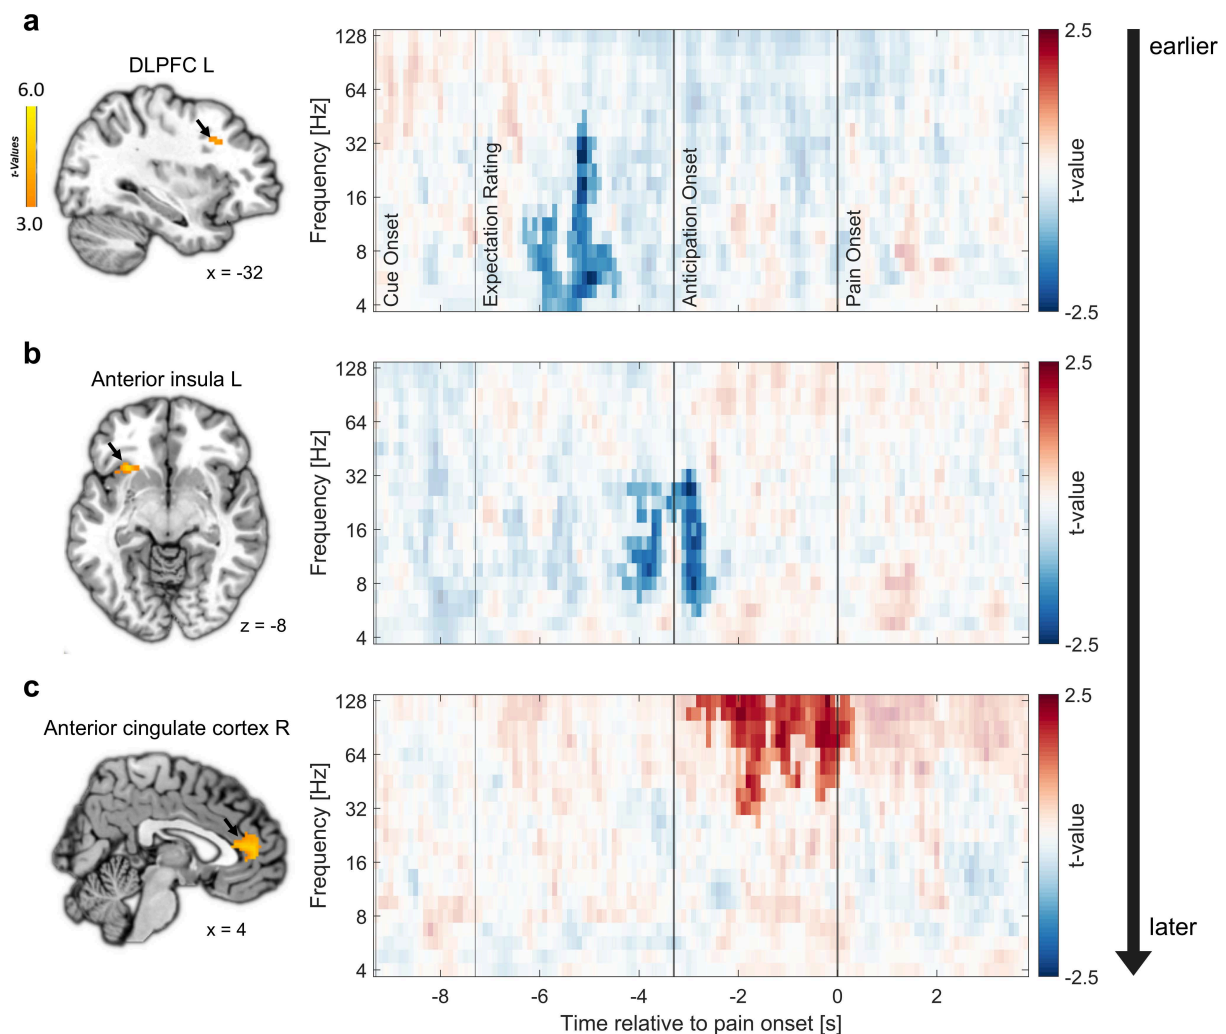 a
DLPFC L
6.0
t-Values
3.0
x = -32
Frequency [Hz]
128
64
32
16
8
4
Cue Onset
Expectation Rating
Anticipation Onset
Pain Onset
2.5
t-value
-2.5
earlier
b
Anterior insula L
z = -8
Frequency [Hz]
128
64
32
16
8
4
2.5
t-value
-2.5
c
Anterior cingulate cortex R
x = 4
Frequency [Hz]
128
64
32
16
8
4
2.5
t-value
-2.5
later
-8 -6 -4 -2 0 2
Time relative to pain onset [s]